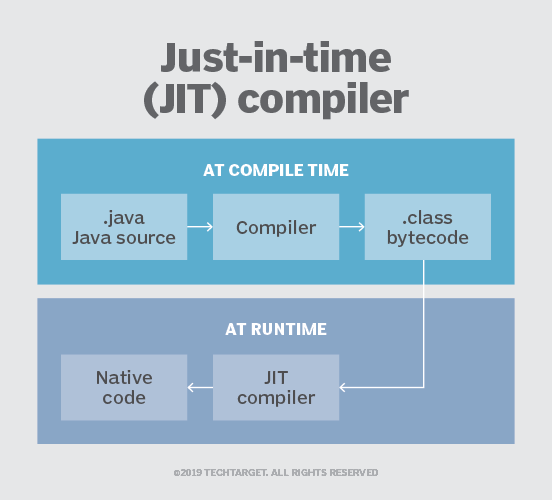 Just-in-time
(JIT) compiler
AT COMPILE TIME
.java
Java source
Compiler
.class
bytecode
AT RUNTIME
Native
code
JIT
compiler
©2019 TECHTARGET. ALL RIGHTS RESERVED